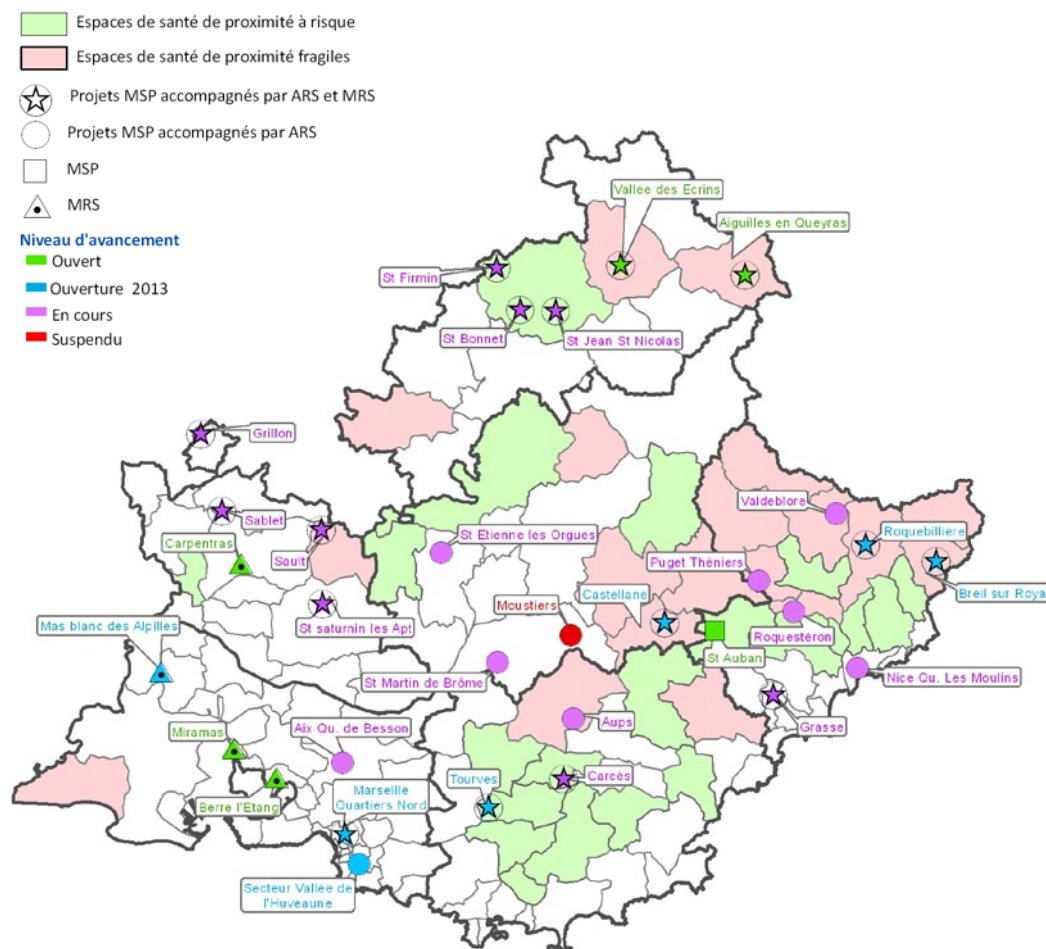 Espaces de santé de proximité à risque
Espaces de santé de proximité fragiles
Projets MSP accompagnés par ARS et MRS
Projets MSP accompagnés par ARS
MSP
MRS
Niveau d'avancement
Ouvert
Ouverture 2013
En cours
Suspendu
Vallée des Ecrins
Aiguilles en Queyras
St Firmin
St Bonnet
St Jean St Nicolas
Grillon
Sablet
Carpentras
Sault
St Etienne les Orgues
Valdeblore
Roquebillière
Puget Théniers
Castellane
Breil sur Roya
Moustiers
St saturnin les Apt
Mas blanc des Alpilles
Roquestéron
St Auban
St Martin de Brôme
Nice Qu. Les Moulins
Grasse
Miramas
Aix Qu. de Besson
Aups
Carcès
Tourves
Marseille
Quartiers Nord
Berre l'Etang
Secteur Vallée de
l'Huveaune